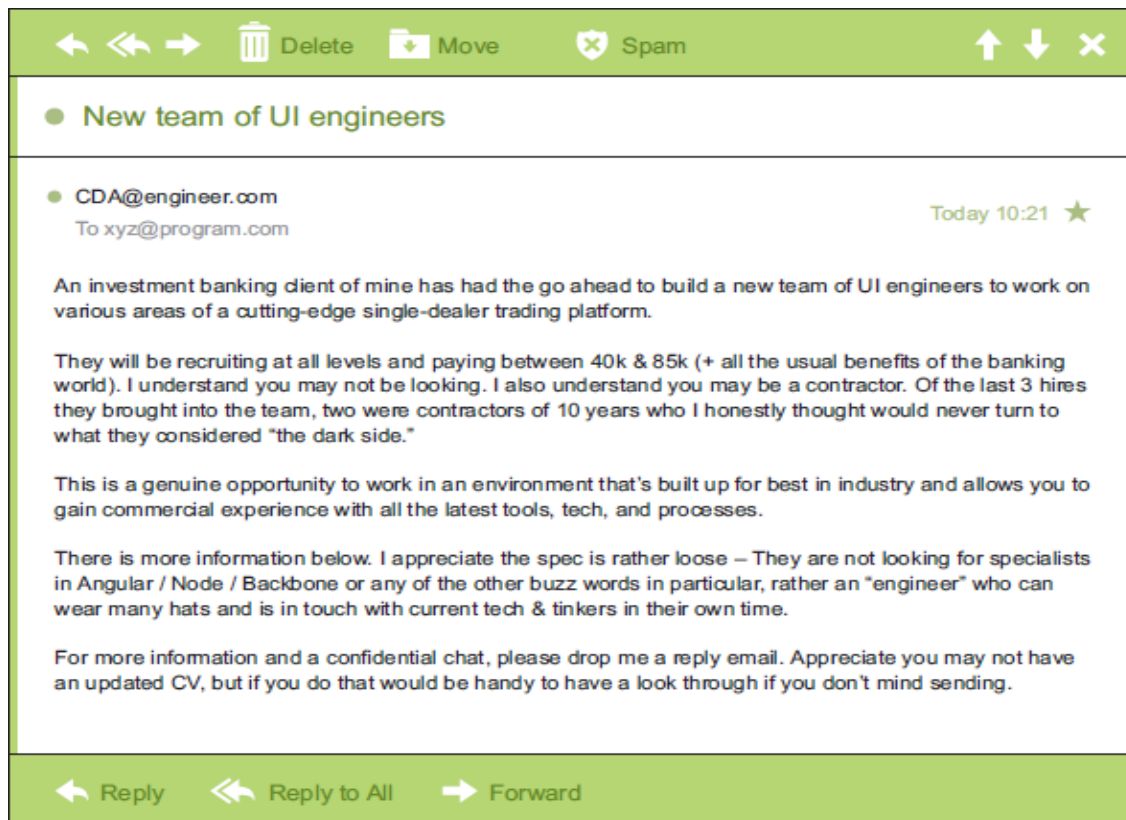 Delete Move Spam
New team of UI engineers
CDA@engineer.com
To xyz@program.com
Today 10:21
An investment banking client of mine has had the go ahead to build a new team of UI engineers to work on
various areas of a cutting-edge single-dealer trading platform.
They will be recruiting at all levels and paying between 40k & 85k (+ all the usual benefits of the banking
world). I understand you may not be looking. I also understand you may be a contractor. Of the last 3 hires
they brought into the team, two were contractors of 10 years who I honestly thought would never turn to
what they considered “the dark side.”
This is a genuine opportunity to work in an environment that’s built up for best in industry and allows you to
gain commercial experience with all the latest tools, tech, and processes.
There is more information below. I appreciate the spec is rather loose – They are not looking for specialists
in Angular / Node / Backbone or any of the other buzz words in particular, rather an “engineer” who can
wear many hats and is in touch with current tech & tinkers in their own time.
For more information and a confidential chat, please drop me a reply email. Appreciate you may not have
an updated CV, but if you do that would be handy to have a look through if you don’t mind sending.
Reply Reply to All Forward